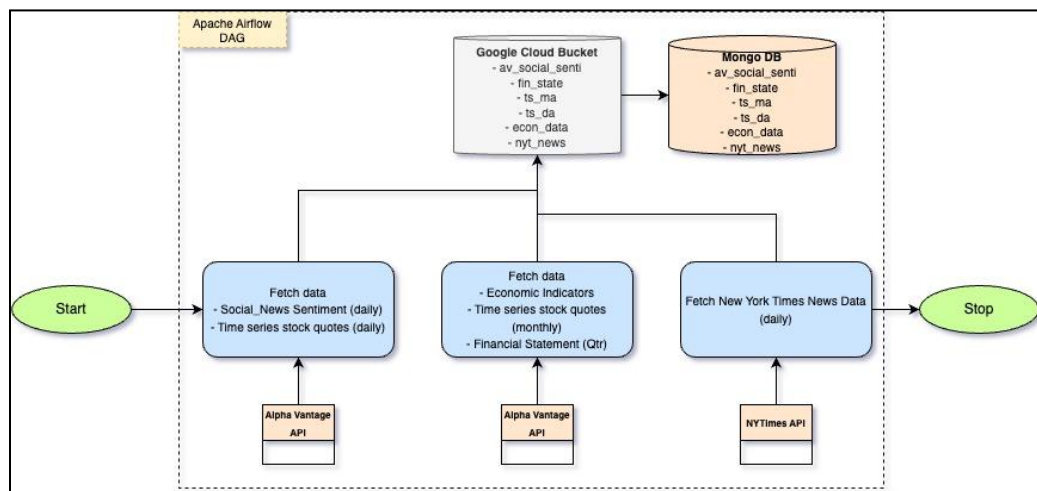 Apache Airflow
DAG
Google Cloud Bucket
- av_social_senti
- fin_state
- ts_ma
- ts_da
- econ_data
- nyt_news
Mongo DB
- av_social_senti
- fin_state
- ts_ma
- ts_da
- econ_data
- nyt_news
Start
Fetch data
- Social_News Sentiment (daily)
- Time series stock quotes (daily)
Fetch data
- Economic Indicators
- Time series stock quotes
(monthly)
- Financial Statement (Qtr)
Fetch New York Times News Data
(daily)
Stop
Alpha Vantage
API
Alpha Vantage
API
NYTimes API